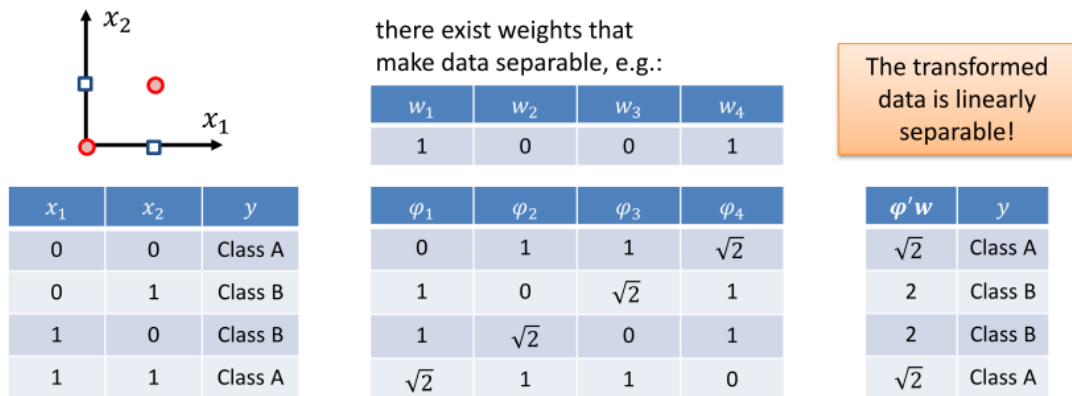 x₂
x₁
there exist weights that
make data separable, e.g.:
w₁ w₂ w₃ w₄
1 0 0 1
The transformed
data is linearly
separable!
x₁ x₂ y
0 0 Class A
0 1 Class B
1 0 Class B
1 1 Class A
φ₁ φ₂ φ₃ φ₄
0 1 1 √2
1 0 √2 1
1 √2 0 1
√2 1 1 0
φ'w y
√2 Class A
2 Class B
2 Class B
√2 Class A